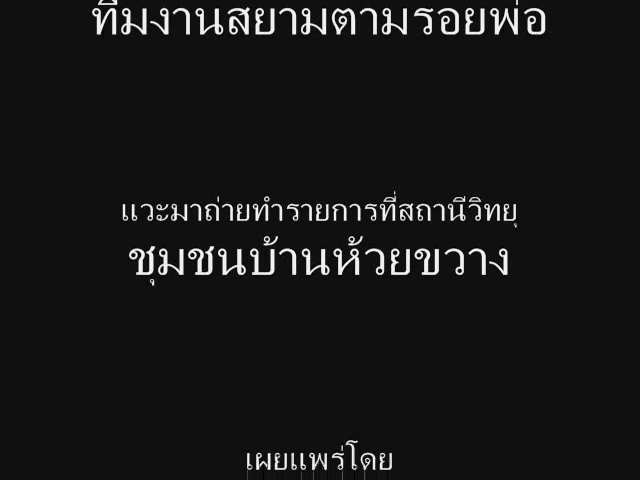 ทีมงานสยามตามรอยพ่อ
แวะมาถ่ายทำรายการที่สถานีวิทยุ
ชุมชนบ้านห้วยขวาง
เผยแพร่โดย